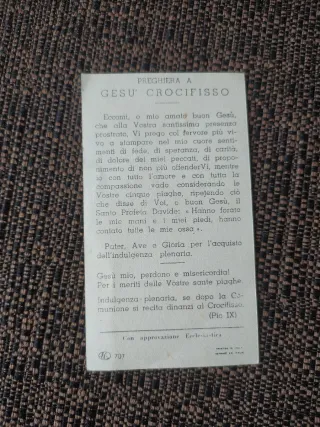 PREGHIERA A
GESU' CROCIFISSO
Eccomi, o mio amato buon Gesù,
che alla Vostra santissima presenza
prostrato, Vi prego col fervore più vi-
vo a stampare nel mio cuore senti-
menti di fede, di speranza, di carità,
di dolore dei miei peccati, di propo-
nimento di non più offenderVi, mentre
io con tutto l'amore e con tutta la
compassione vado considerando le
Vostre cinque piaghe, ripetendo ciò
che disse di Voi, o buon Gesù, il
Santo Profeta Davide: « Hanno forate
le mie mani e i miei piedi, hanno
contato tutte le mie ossa ».
Pater, Ave e Gloria per l'acquisto
dell'indulgenza plenaria.
Gesù mio, perdono e misericordia!
Per i meriti delle Vostre sante piaghe.
Indulgenza plenaria, se dopo la Co-
munione si recita dinanzi al Crocifisso.
(Pio IX)
Con approvazione Ecclesiastica
707